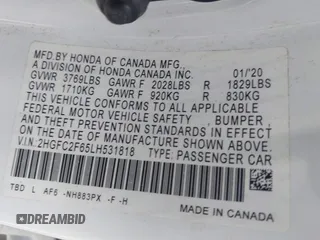 MFD.BY HONDA OF CANADA MFG.,
A DIVISION OF HONDA CANADA INC. 01/'20
GVWR 3769LBS GAWR F 2028LBS R 1829LBS
GVWR 1710KG GAWR F 920KG R 830KG
THIS VEHICLE CONFORMS TO ALL APPLICABLE
FEDERAL MOTOR VEHICLE SAFETY, BUMPER,
AND THEFT PREVENTION STANDARDS IN EFFECT
ON THE DATE OF MANUFACTURE SHOWN ABOVE.
V.I.N. 2HGFC2F65LH531818 TYPE: PASSENGER CAR
TBD L AF6 -NH883PX -F -H
MADE IN CANADA
DRIVE AND BID